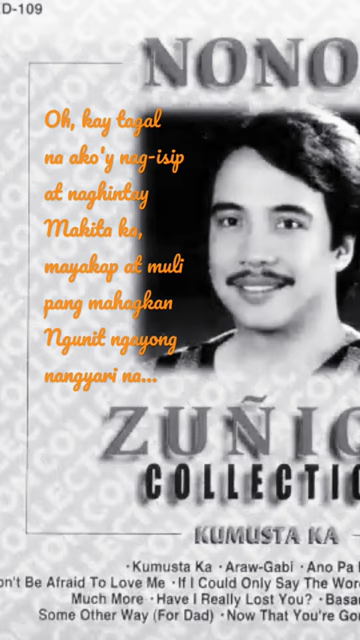 D-109
NONO
Oh, kay tagal
na ako'y nag-isip
at naghintay
Makita ka,
mayakap at muli
pang mahagkan
Ngunit ngayong
nangyari na...
ZUÑIG
COLLECTIO
KUMUSTA KA
•Kumusta Ka •Araw-Gabi •Ano Pa
n't Be Afraid To Love Me •If I Could Only Say The Wor
Much More •Have I Really Lost You? •Basa
Some Other Way (For Dad) •Now That You're Go